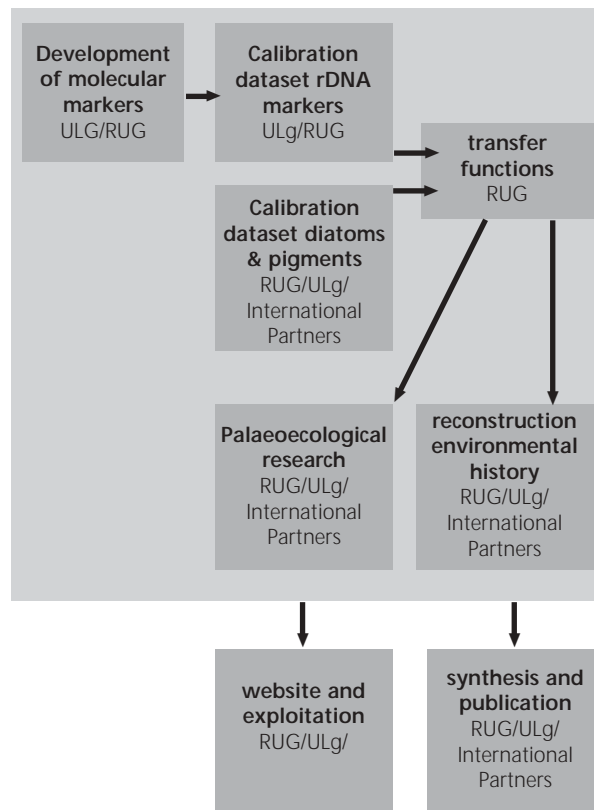 Development
of molecular
markers
ULG/RUG
Calibration
dataset rDNA
markers
ULg/RUG
transfer
functions
RUG
Calibration
dataset diatoms
& pigments
RUG/ULg/
International
Partners
Palaeoecological
research
RUG/ULg/
International
Partners
reconstruction
environmental
history
RUG/ULg/
International
Partners
website and
exploitation
RUG/ULg/
synthesis and
publication
RUG/ULg/
International
Partners